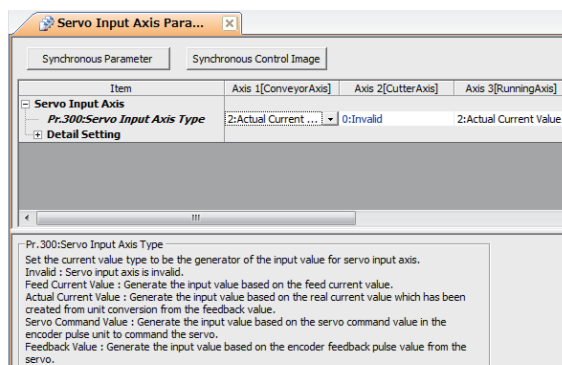 Servo Input Axis Para...
Synchronous Parameter Synchronous Control Image
Item Axis 1[ConveyorAxis] Axis 2[CutterAxis] Axis 3[RunningAxis]
Servo Input Axis
Pr.300:Servo Input Axis Type 2:Actual Current ... 0:Invalid 2:Actual Current Value
Detail Setting
Pr.300:Servo Input Axis Type
Set the current value type to be the generator of the input value for servo input axis.
Invalid : Servo input axis is invalid.
Feed Current Value : Generate the input value based on the feed current value.
Actual Current Value : Generate the input value based on the real current value which has been
created from unit conversion from the feedback value.
Servo Command Value : Generate the input value based on the servo command value in the
encoder pulse unit to command the servo.
Feedback Value : Generate the input value based on the encoder feedback pulse value from the
servo.